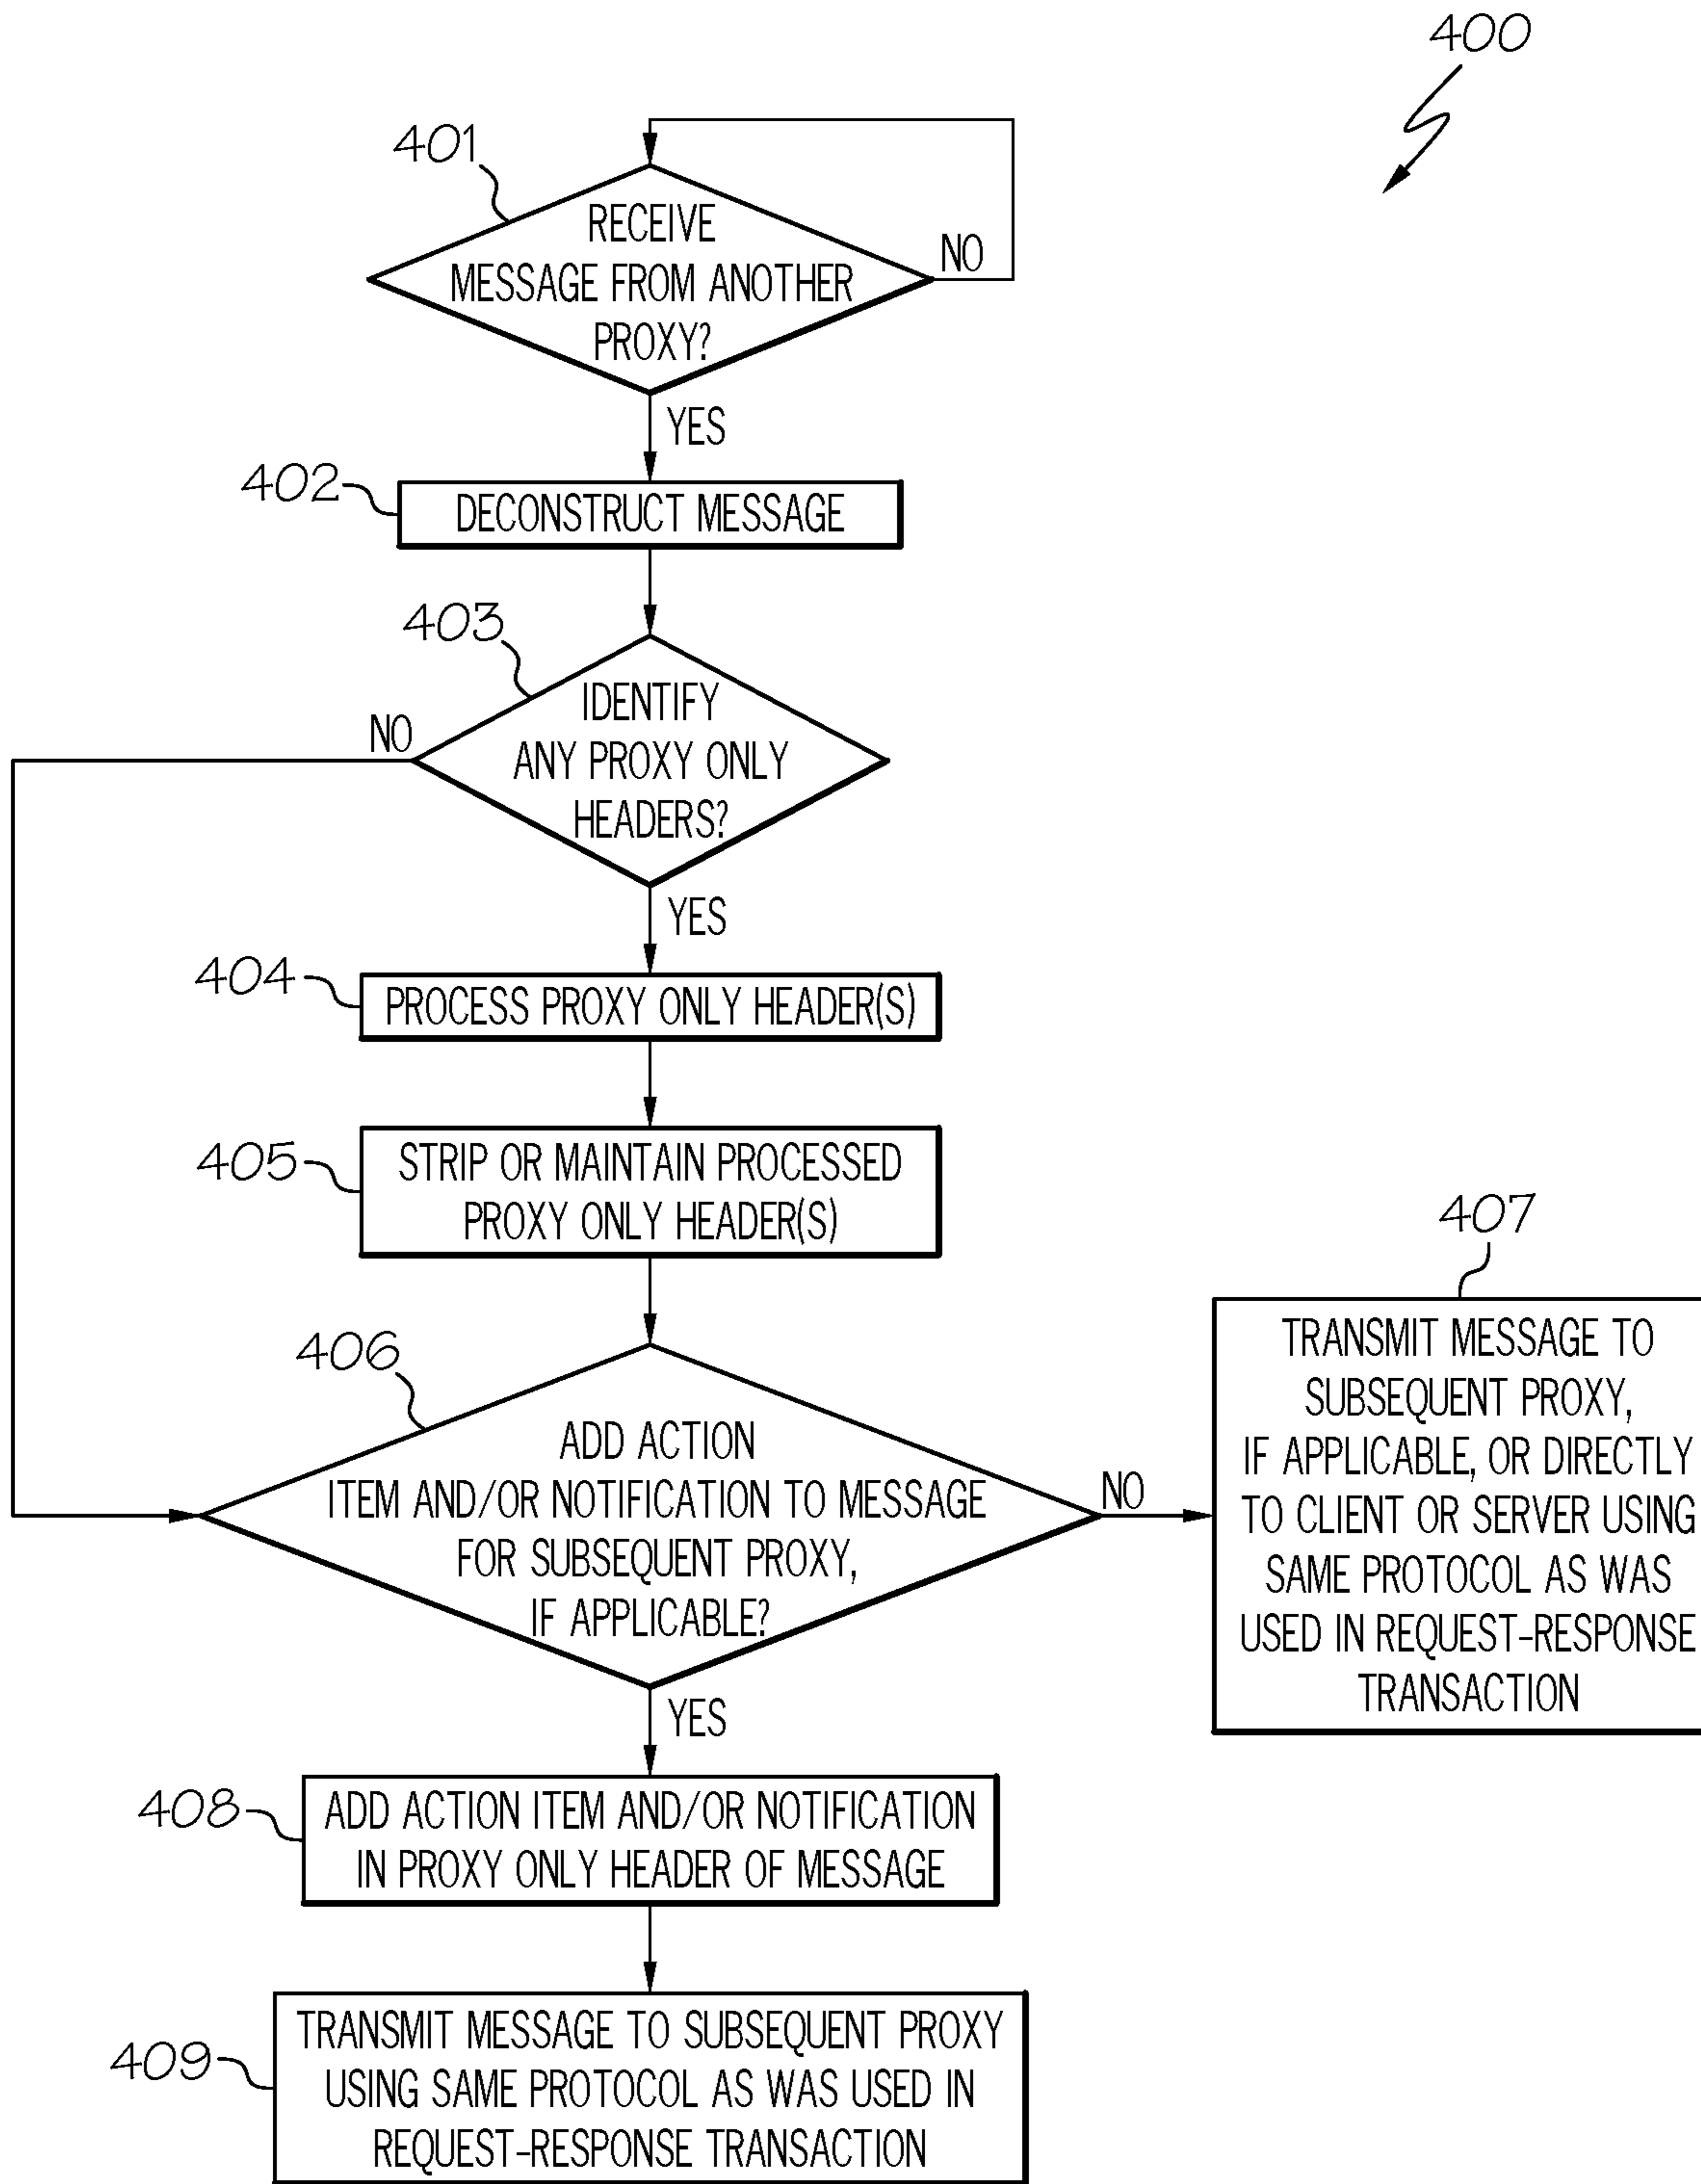 400
401
RECEIVE
MESSAGE FROM ANOTHER
PROXY?
NO
YES
402
DECONSTRUCT MESSAGE
403
IDENTIFY
ANY PROXY ONLY
HEADERS?
NO
YES
404
PROCESS PROXY ONLY HEADER(S)
405
STRIP OR MAINTAIN PROCESSED
PROXY ONLY HEADER(S)
406
ADD ACTION
ITEM AND/OR NOTIFICATION TO MESSAGE
FOR SUBSEQUENT PROXY,
IF APPLICABLE?
NO
407
TRANSMIT MESSAGE TO
SUBSEQUENT PROXY,
IF APPLICABLE, OR DIRECTLY
TO CLIENT OR SERVER USING
SAME PROTOCOL AS WAS
USED IN REQUEST-RESPONSE
TRANSACTION
YES
408
ADD ACTION ITEM AND/OR NOTIFICATION
IN PROXY ONLY HEADER OF MESSAGE
409
TRANSMIT MESSAGE TO SUBSEQUENT PROXY
USING SAME PROTOCOL AS WAS USED IN
REQUEST-RESPONSE TRANSACTION